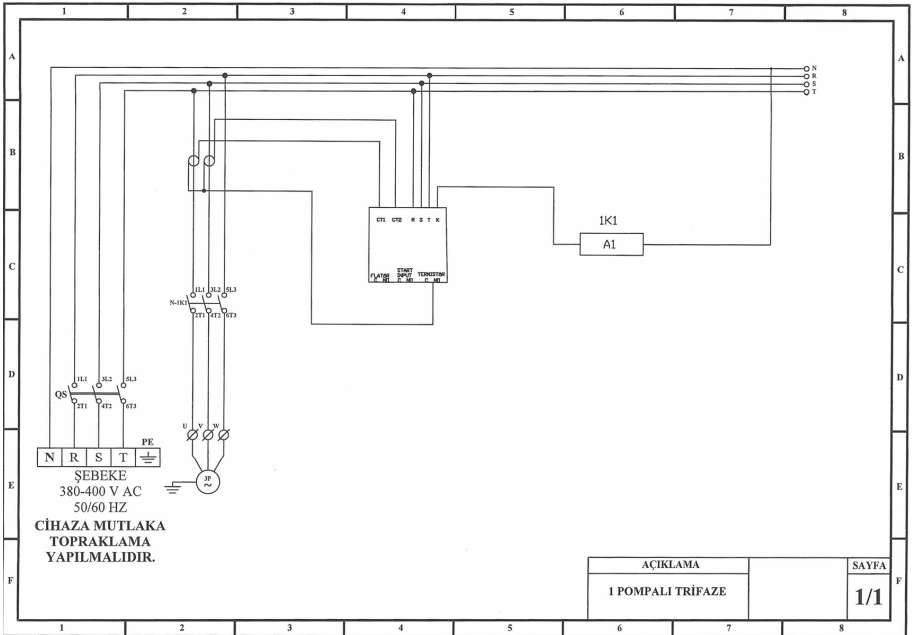 1 2 3 4 5 6 7 8
A A
N
R
S
T
B B
CT1 CT2 R S T K
1K1
A1
C C
FLATÖR START INPUT TERMISTOR
C NO C NO C NO
1L1 3L2 5L3
N-1K1
2T1 4T2 6T3
D D
1L1 3L2 5L3
QS
2T1 4T2 6T3
U V W
PE
N R S T
3P
~
E E
ŞEBEKE
380-400 V AC
50/60 HZ
CİHAZA MUTLAKA
TOPRAKLAMA
YAPILMALIDIR.
F F
AÇIKLAMA
1 POMPALI TRİFAZE
SAYFA
1/1
1 2 3 4 5 6 7 8